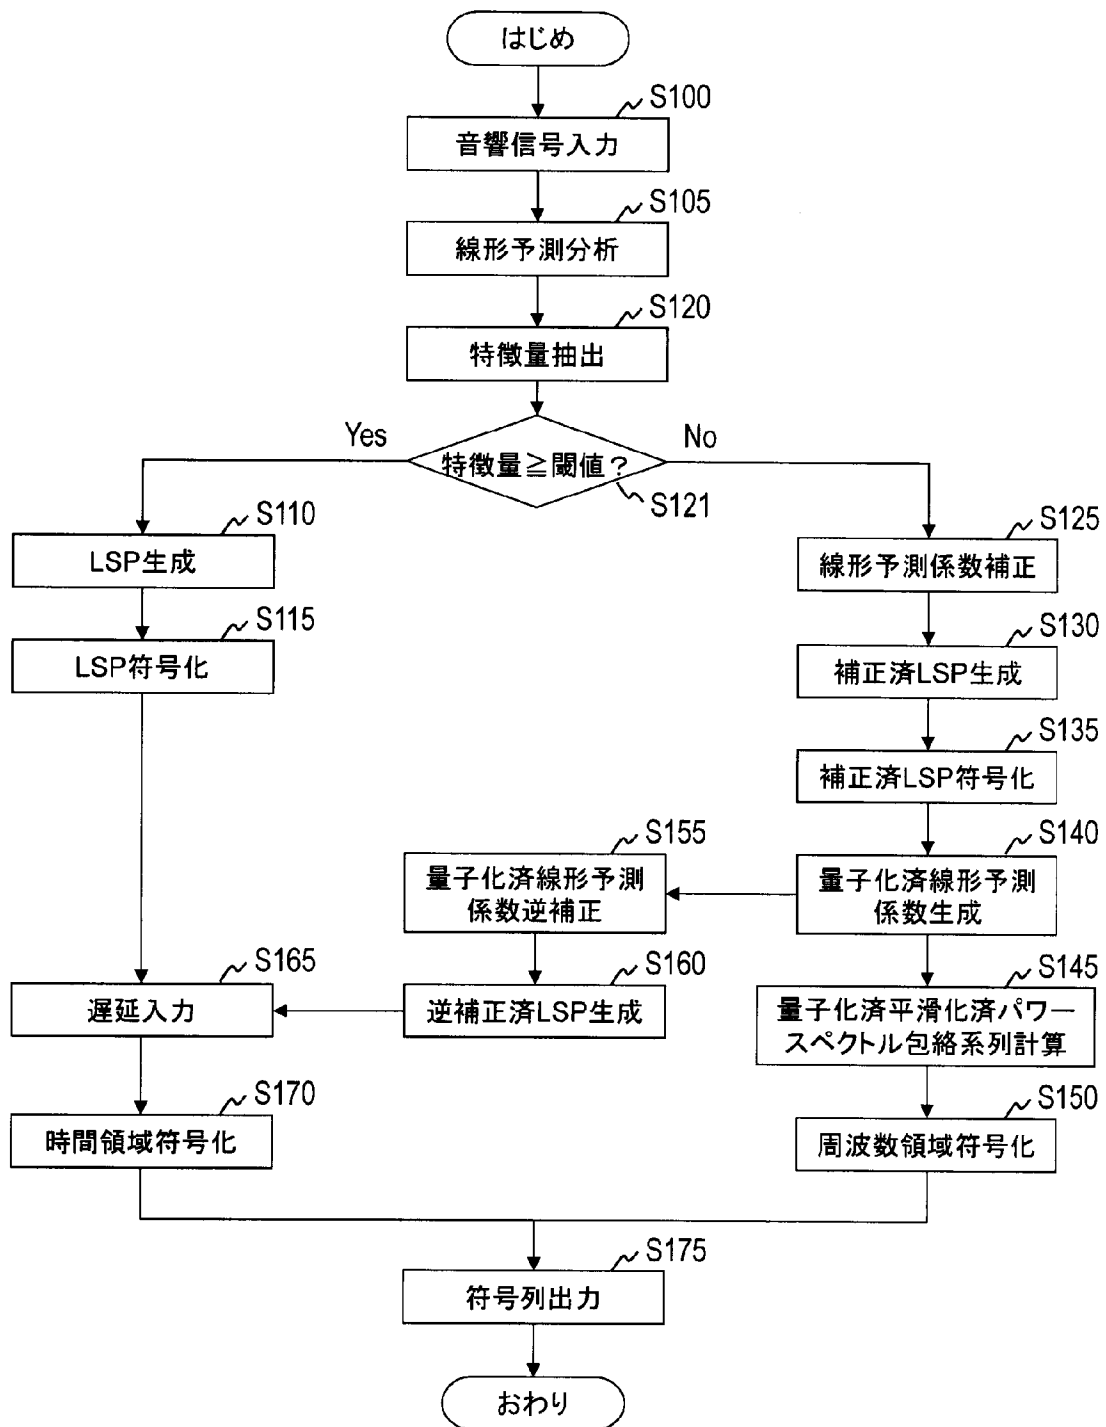 はじめ
S100
音響信号入力
S105
線形予測分析
S120
特徴量抽出
Yes
No
特徴量≧閾値?
S121
S110
LSP生成
S115
LSP符号化
S125
線形予測係数補正
S130
補正済LSP生成
S135
補正済LSP符号化
S140
量子化済線形予測
係数生成
S155
量子化済線形予測
係数逆補正
S160
逆補正済LSP生成
S145
量子化済平滑化済パワー
スペクトル包絡系列計算
S165
遅延入力
S170
時間領域符号化
S150
周波数領域符号化
S175
符号列出力
おわり